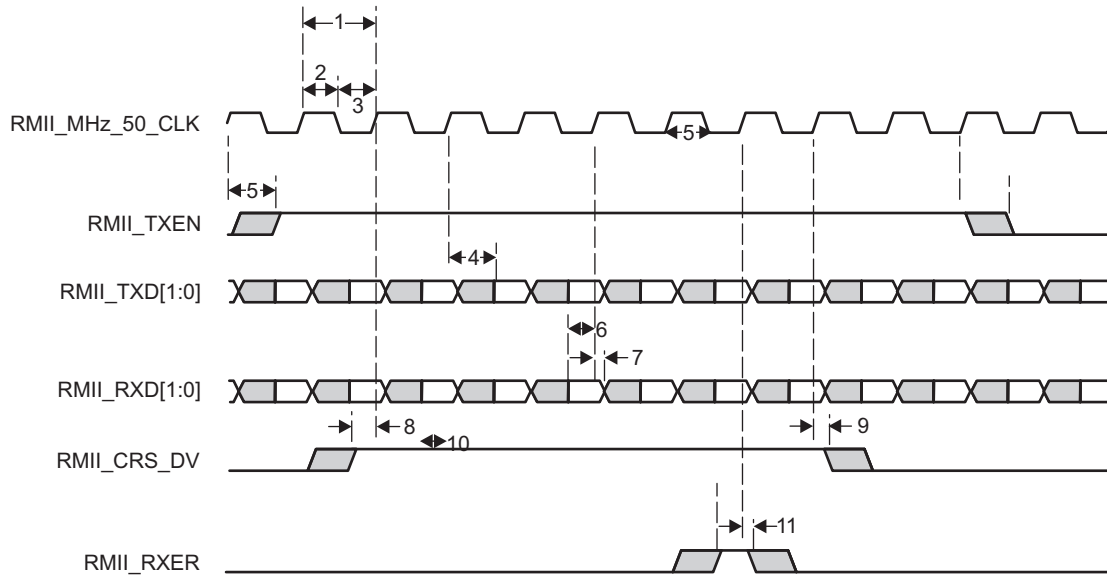 1
2
3
RMII_MHz_50_CLK
5
5
RMII_TXEN
4
RMII_TXD[1:0]
6
7
RMII_RXD[1:0]
8
9
10
RMII_CRS_DV
11
RMII_RXER